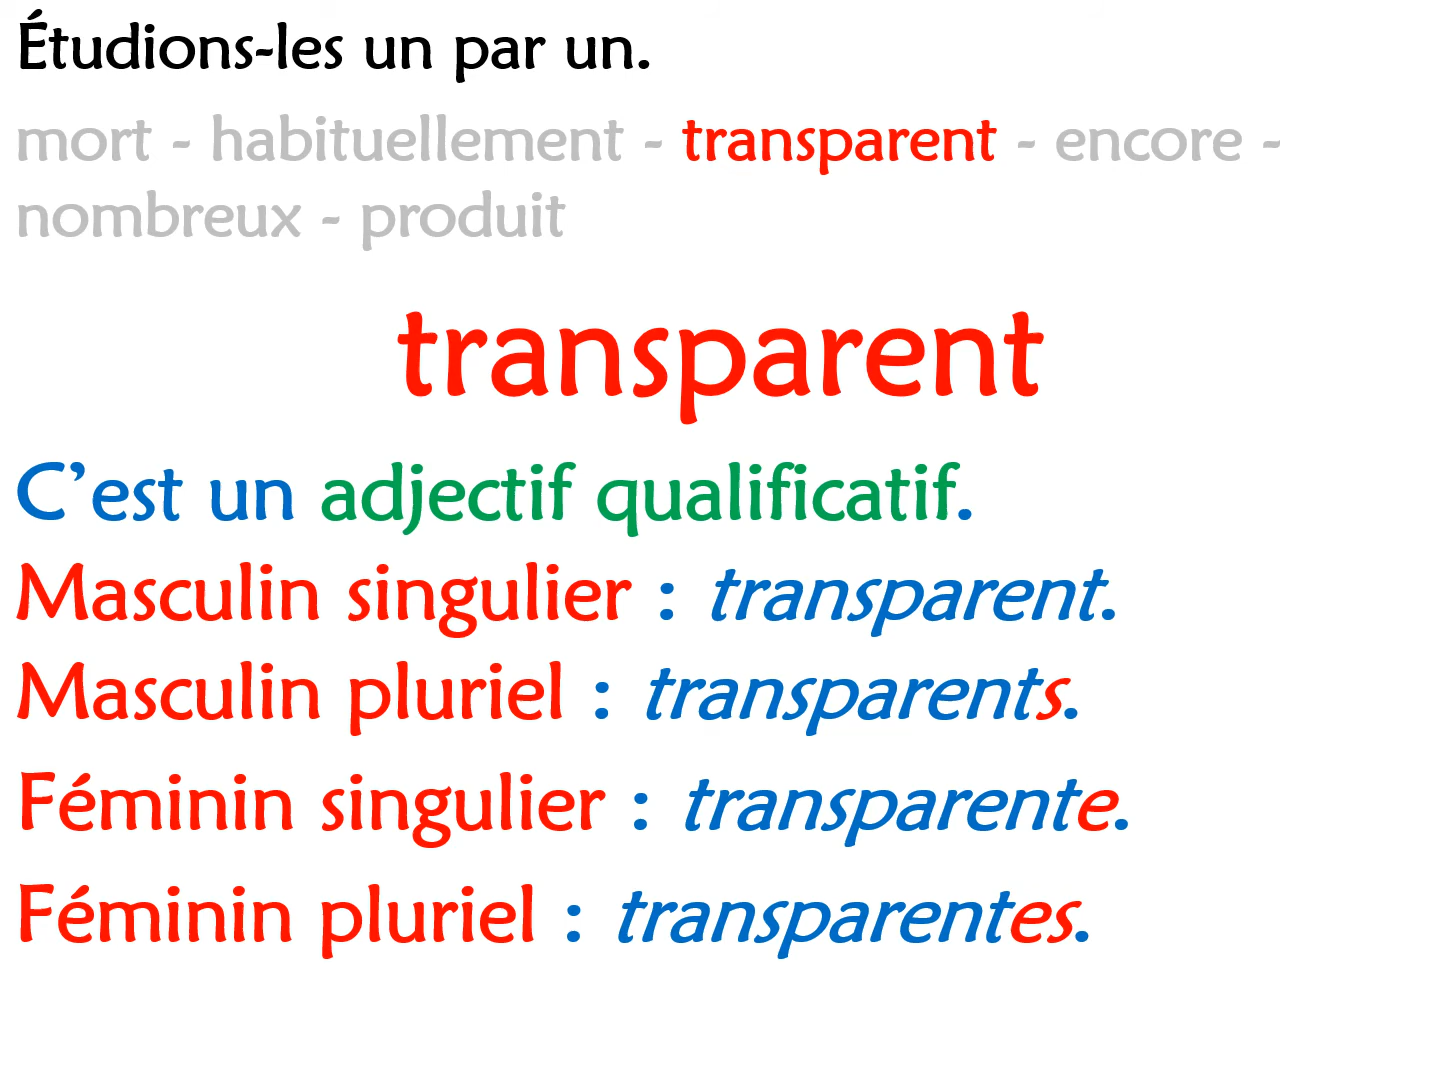 Étudions-les un par un.
mort - habituellement - transparent - encore -
nombreux - produit
transparent
C’est un adjectif qualificatif.
Masculin singulier : transparent.
Masculin pluriel : transparents.
Féminin singulier : transparente.
Féminin pluriel : transparentes.